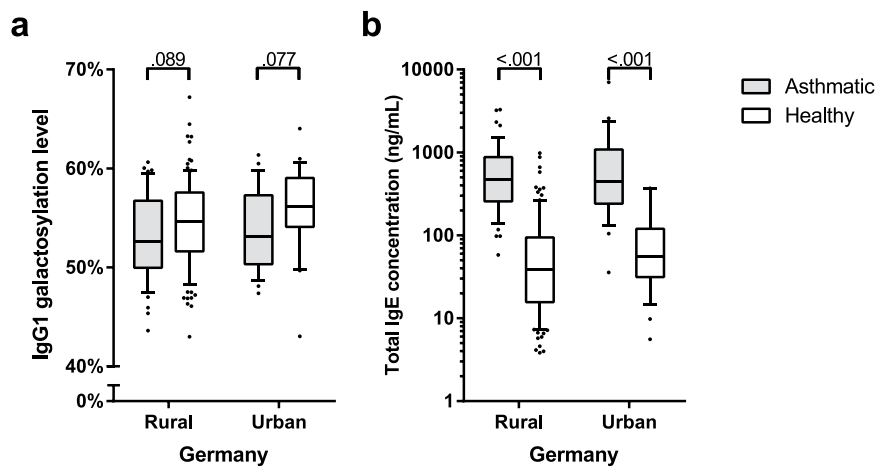 a
.089
.077
70%
60%
50%
40%
0%
IgG1 galactosylation level
Rural
Urban
Germany
b
<.001
<.001
10000
1000
100
10
1
Total IgE concentration (ng/mL)
Rural
Urban
Germany
Asthmatic
Healthy